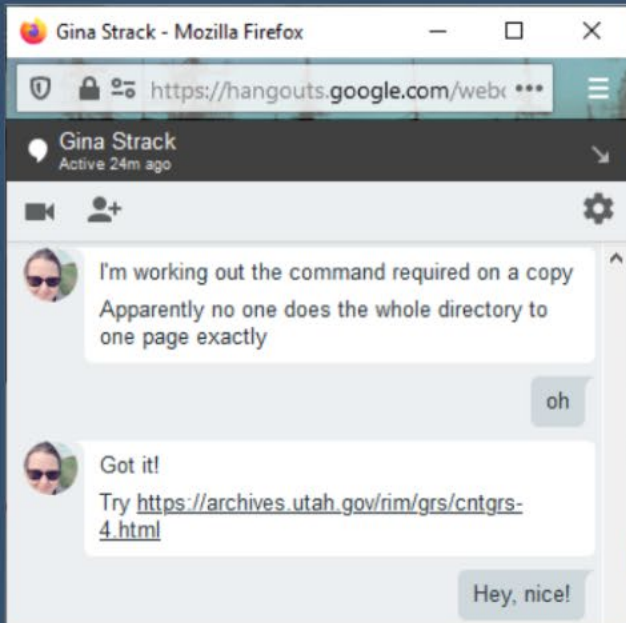 Gina Strack - Mozilla Firefox
https://hangouts.google.com/webc
Gina Strack
Active 24m ago
I'm working out the command required on a copy
Apparently no one does the whole directory to
one page exactly
oh
Got it!
Try https://archives.utah.gov/rim/grs/cntgrs-
4.html
Hey, nice!